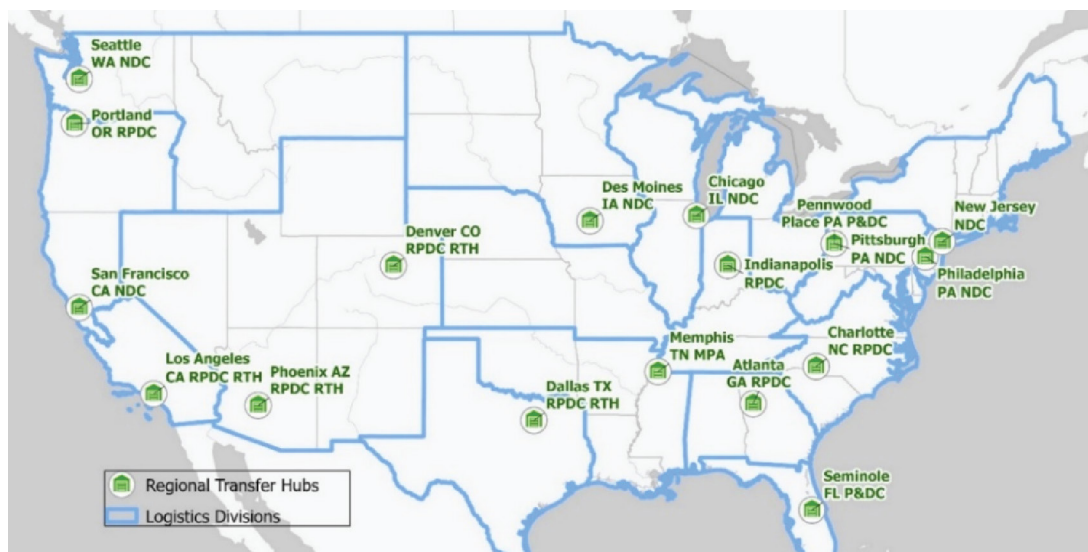 Seattle
WA NDC
Portland
OR RPDC
San Francisco
CA NDC
Los Angeles
CA RPDC RTH
Phoenix AZ
RPDC RTH
Denver CO
RPDC RTH
Dallas TX
RPDC RTH
Des Moines
IA NDC
Chicago
IL NDC
Indianapolis
RPDC
Memphis
TN MPA
Atlanta
GA RPDC
Charlotte
NC RPDC
Seminole
FL P&DC
Pennwood
Place PA P&DC
Pittsburgh
PA NDC
New Jersey
NDC
Philadelphia
PA NDC
Regional Transfer Hubs
Logistics Divisions